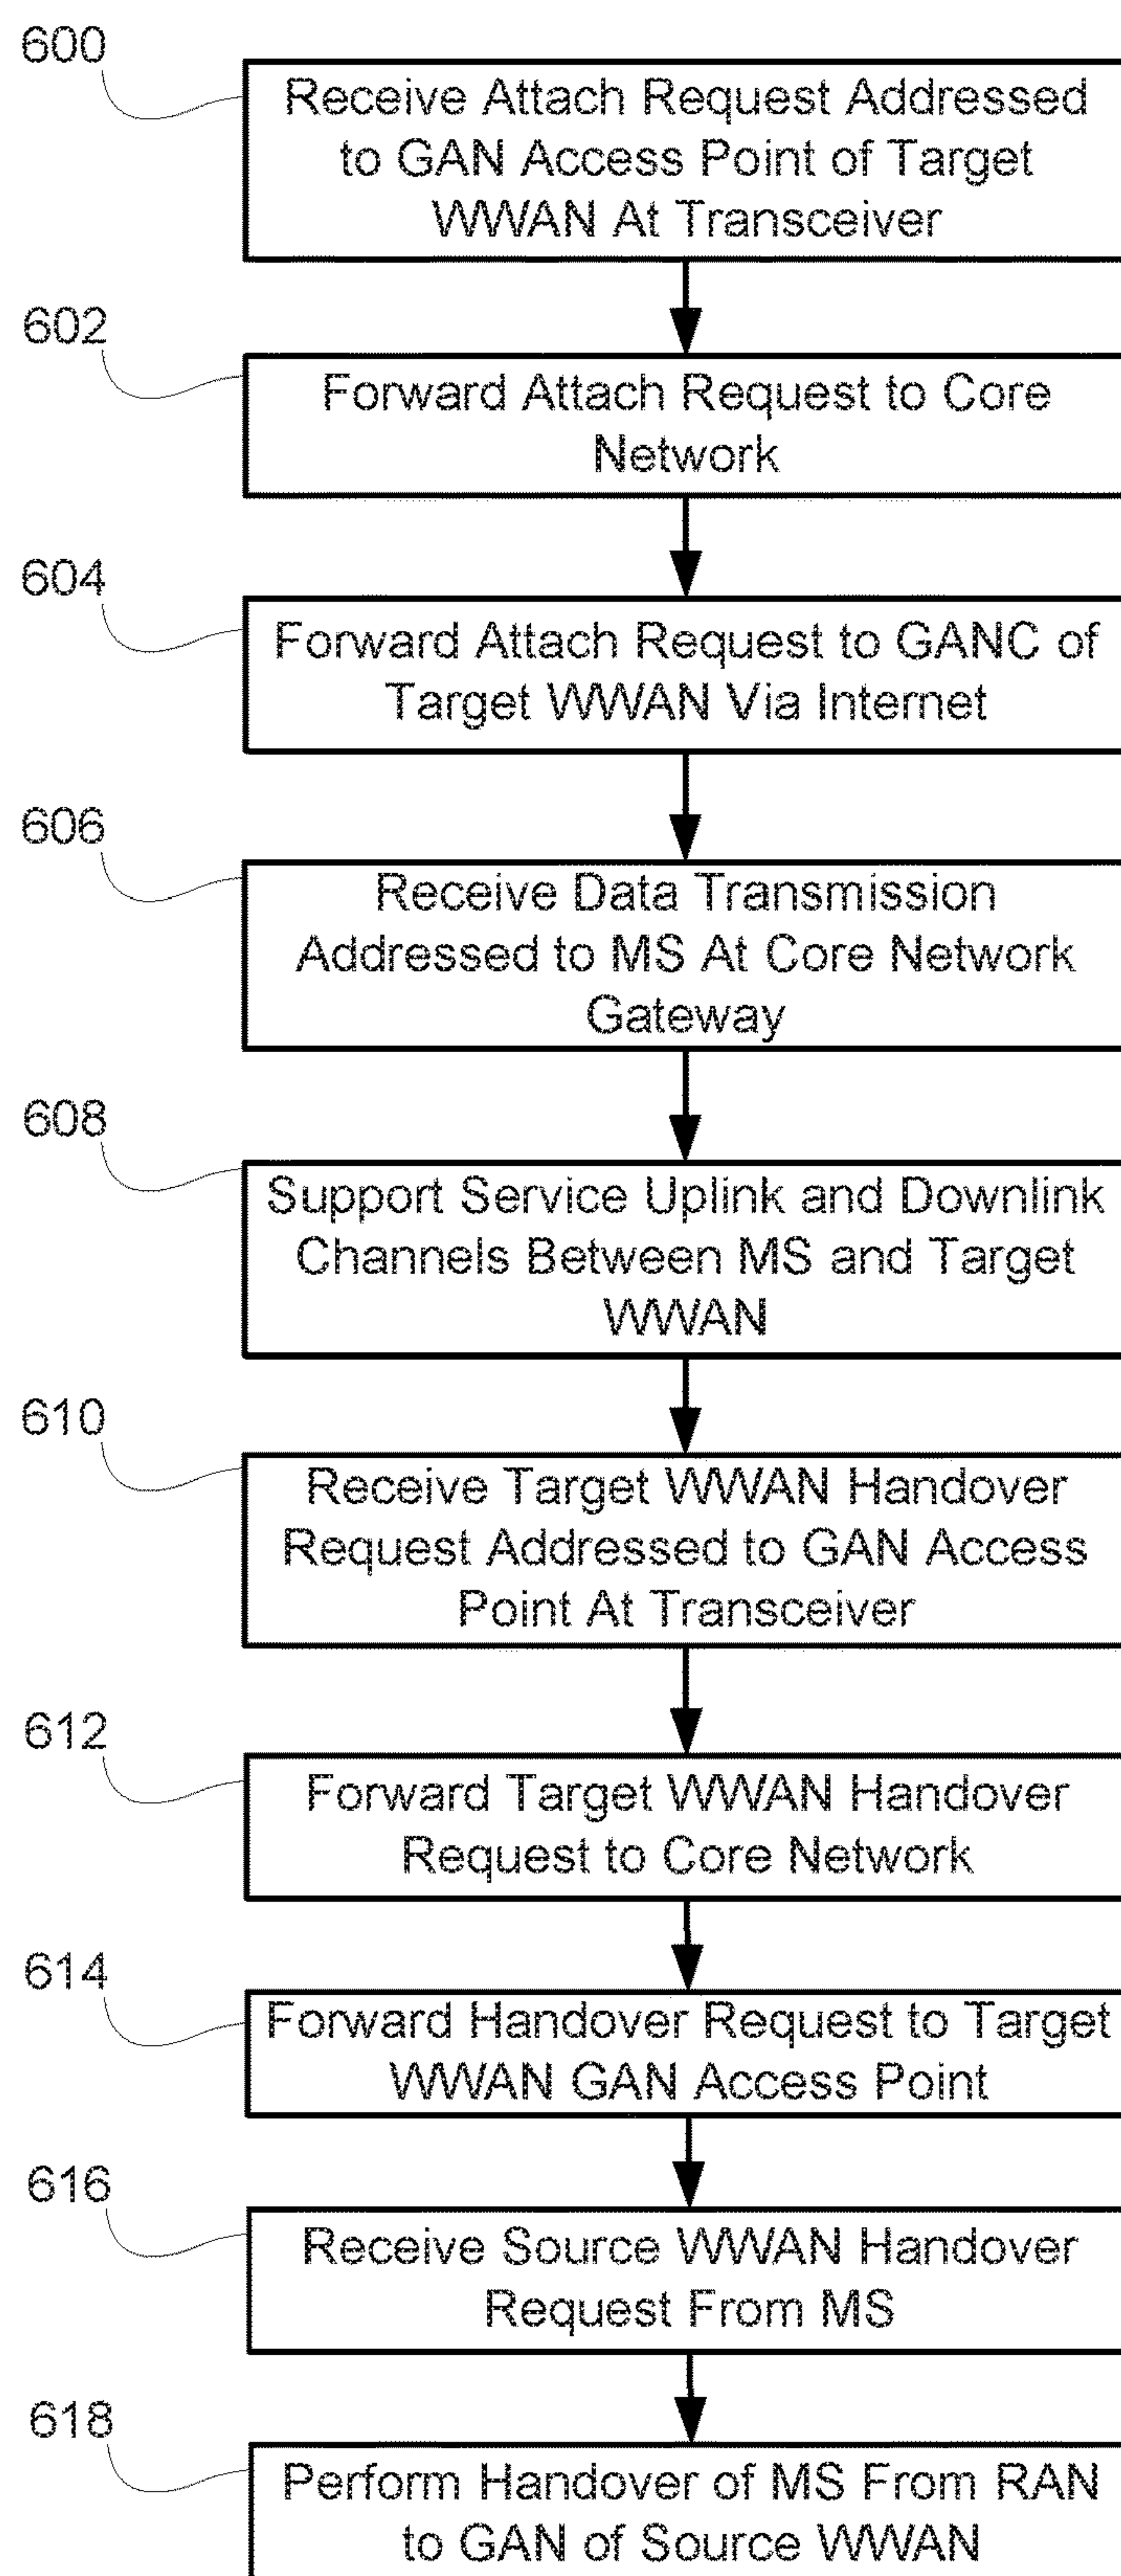 600
Receive Attach Request Addressed
to GAN Access Point of Target
WWAN At Transceiver
602
Forward Attach Request to Core
Network
604
Forward Attach Request to GANC of
Target WWAN Via Internet
606
Receive Data Transmission
Addressed to MS At Core Network
Gateway
608
Support Service Uplink and Downlink
Channels Between MS and Target
WWAN
610
Receive Target WWAN Handover
Request Addressed to GAN Access
Point At Transceiver
612
Forward Target WWAN Handover
Request to Core Network
614
Forward Handover Request to Target
WWAN GAN Access Point
616
Receive Source WWAN Handover
Request From MS
618
Perform Handover of MS From RAN
to GAN of Source WWAN